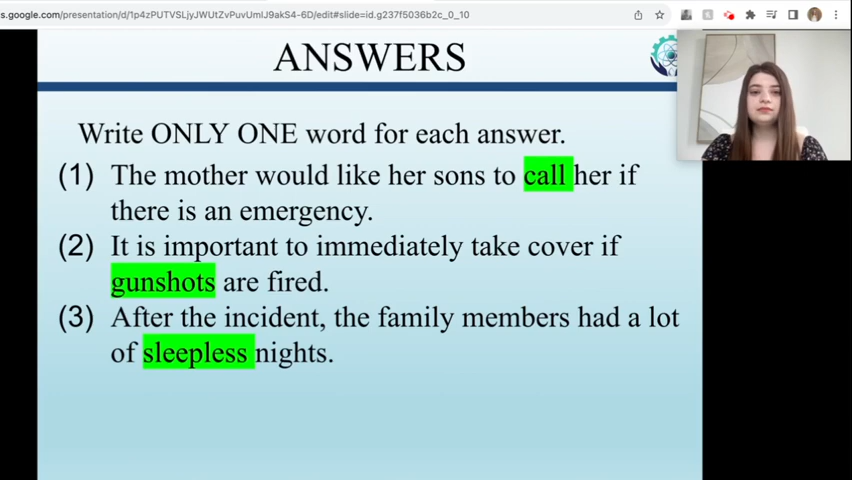 s.google.com/presentation/d/1p4zPUTVSLjyJWUtZvPuvUmIJ9akS4-6D/edit#slide=id.g237f5036b2c_0_10
ANSWERS
Write ONLY ONE word for each answer.
(1) The mother would like her sons to call her if
there is an emergency.
(2) It is important to immediately take cover if
gunshots are fired.
(3) After the incident, the family members had a lot
of sleepless nights.